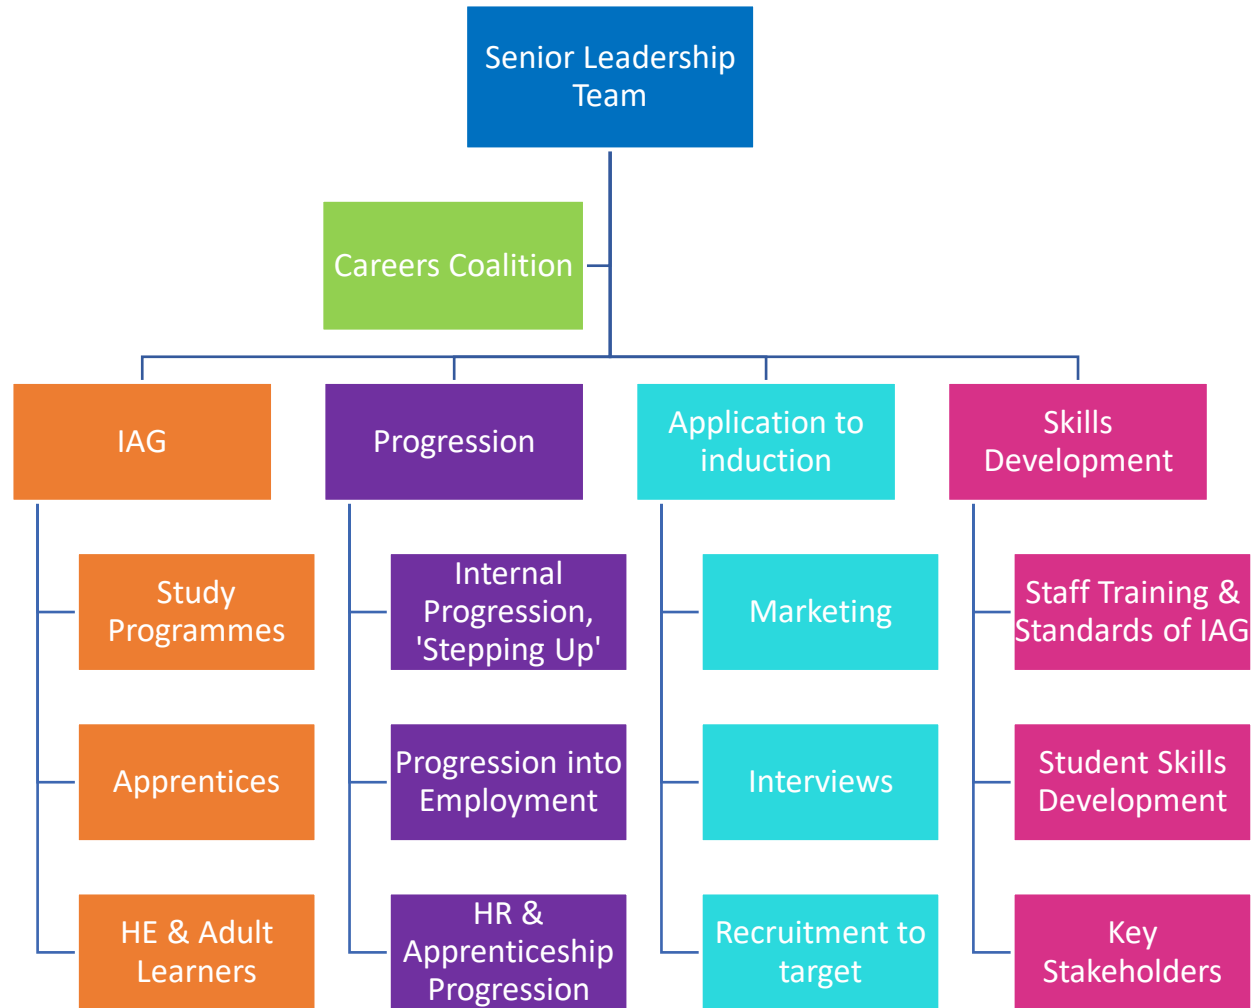 Senior Leadership
Team
Careers Coalition
IAG
Progression
Application to
induction
Skills
Development
Study
Programmes
Internal
Progression,
'Stepping Up'
Marketing
Staff Training &
Standards of IAG
Apprentices
Progression into
Employment
Interviews
Student Skills
Development
HE & Adult
Learners
HR &
Apprenticeship
Progression
Recruitment to
target
Key
Stakeholders